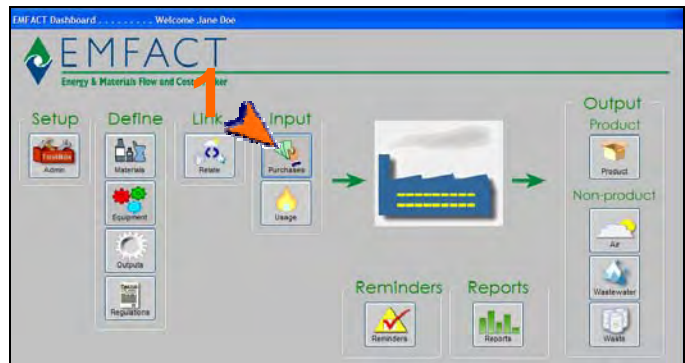 EMFACT Dashboard . . . . . . . . . Welcome Jane Doe
EMFACT
Energy & Materials Flow and Cost Tracker
1
Setup
Define
Link
Input
Output
Product
Admin
Materials
Relate
Purchases
Product
Equipment
Usage
Non-product
Air
Outputs
Wastewater
Regulations
Reminders
Reports
Reminders
Reports
Waste